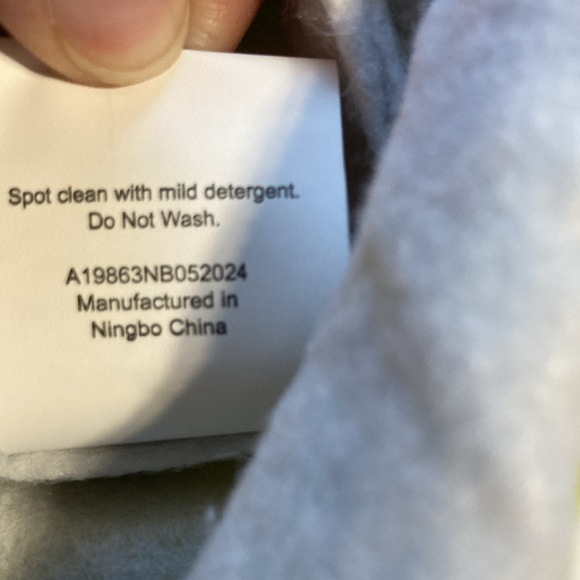 Spot clean with mild detergent.
Do Not Wash.
A19863NB052024
Manufactured in
Ningbo China